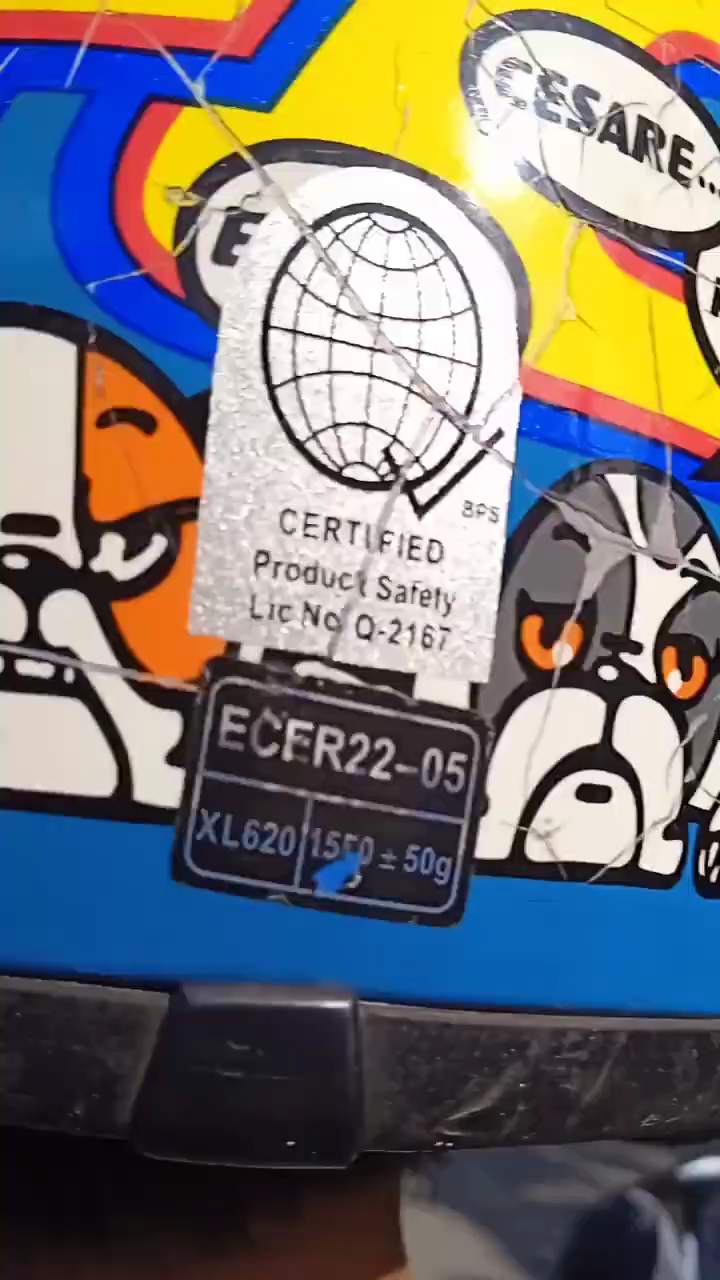 CESARE...
E
BPS
CERTIFIED
Product Safety
Lic No Q-2167
ECER22-05
XL620 1550 ± 50g